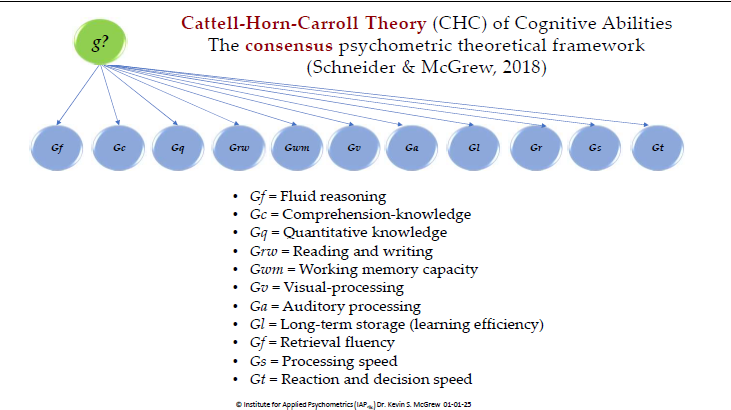 Cattell-Horn-Carroll Theory (CHC) of Cognitive Abilities
The consensus psychometric theoretical framework
(Schneider & McGrew, 2018)
g?
Gf Gc Gq Grw Gwm Gv Ga Gl Gr Gs Gt
• Gf = Fluid reasoning
• Gc = Comprehension-knowledge
• Gq = Quantitative knowledge
• Grw = Reading and writing
• Gwm = Working memory capacity
• Gv = Visual-processing
• Ga = Auditory processing
• Gl = Long-term storage (learning efficiency)
• Gf = Retrieval fluency
• Gs = Processing speed
• Gt = Reaction and decision speed
© Institute for Applied Psychometrics (IAP) Dr. Kevin S. McGrew 01-01-25